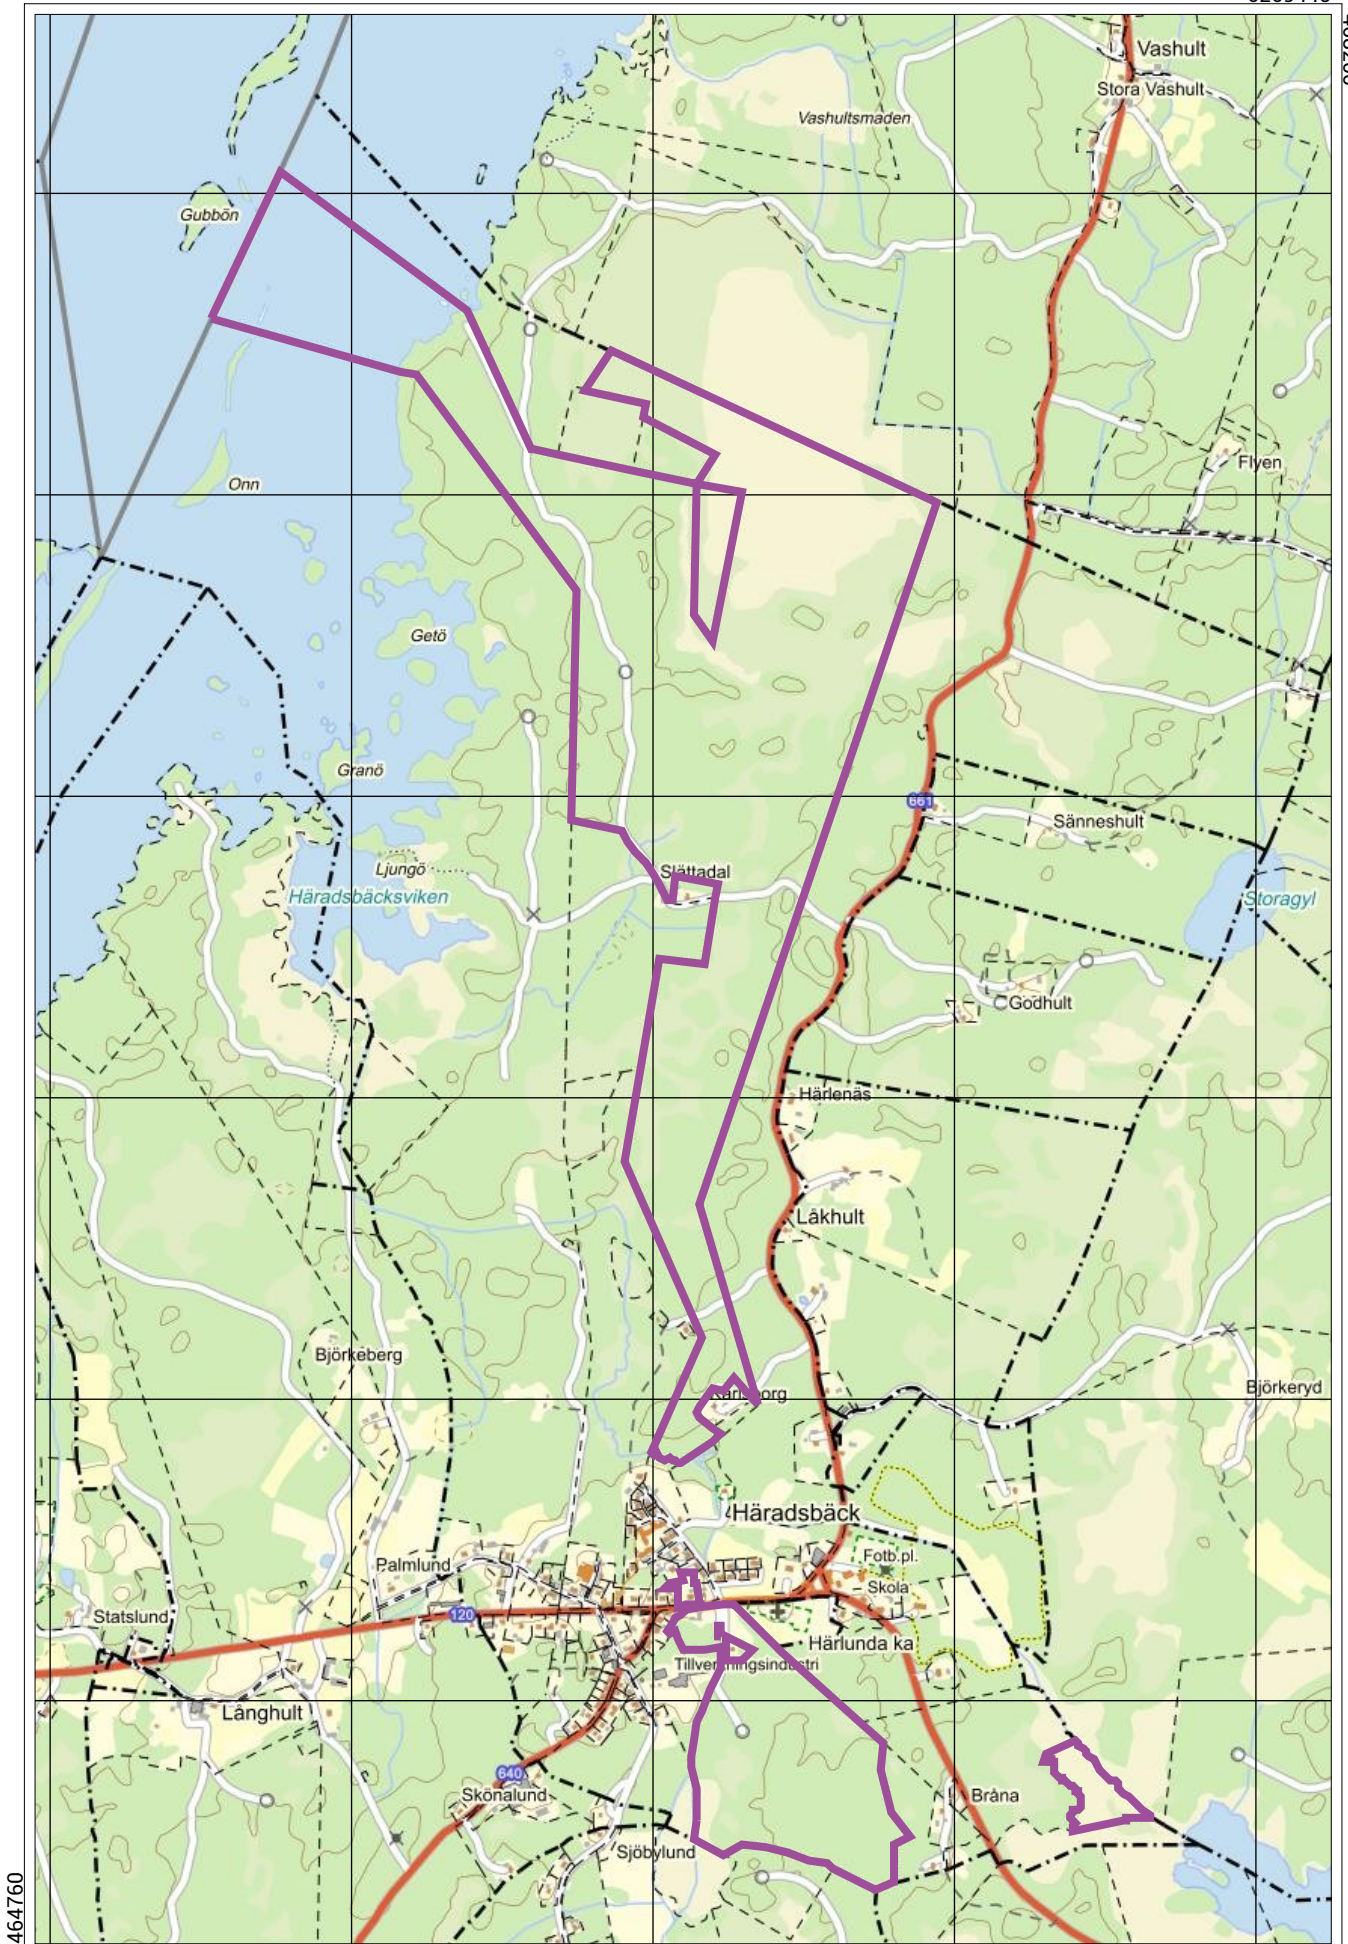 Vashult
Stora Vashult
Vashultsmaden
Gubbön
Flyen
Onn
Getö
Granö
661
Sänneshult
Ljungö
Slättadal
Häradsbäcksviken
Storagyl
Godhult
Härlenäs
Låkhult
Björkeberg
Björkeryd
Häradsbäck
Palmlund
Fotb.pl.
Skola
Statslund
120
Härlunda ka
Långhult
640
Skönalund
Bråna
Sjöbylund
464760